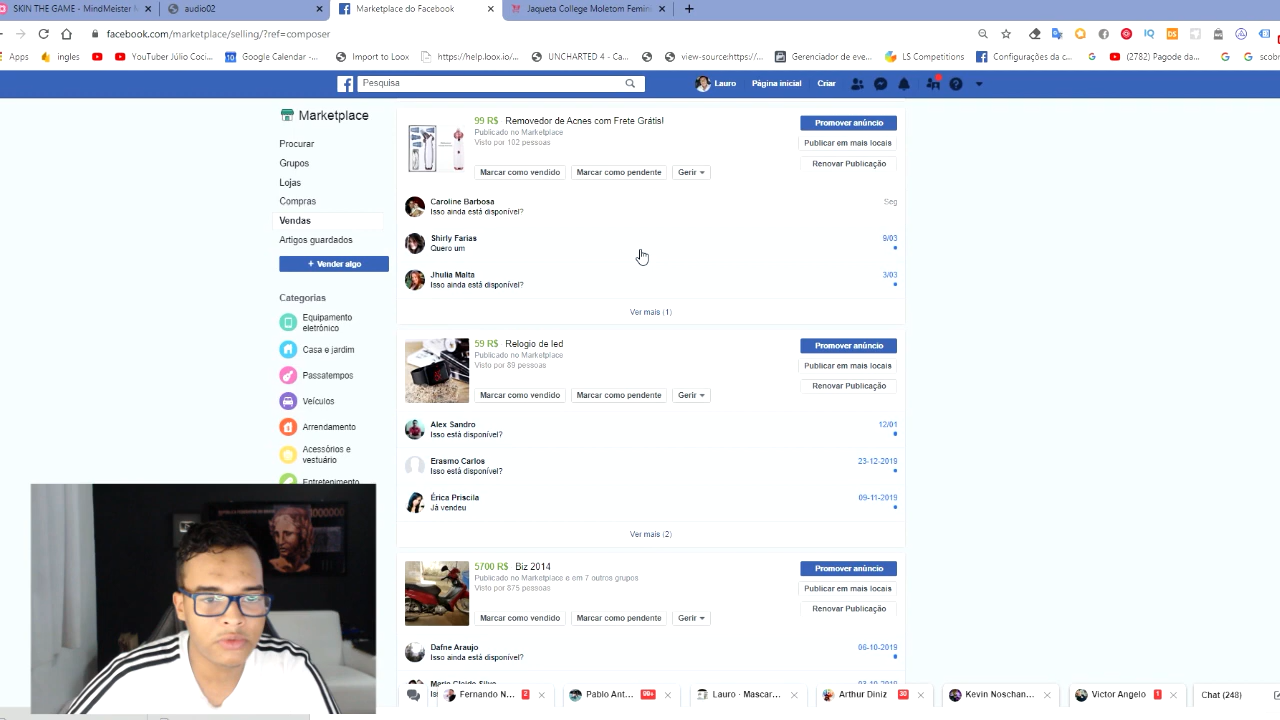 SKIN THE GAME - MindMeister
audio02
Marketplace do Facebook
Jaqueta College Moletom Femin
facebook.com/marketplace/selling/?ref=composer
Apps
ingles
YouTuber Júlio Coci...
Google Calendar -...
Import to Loox
https://help.loox.io/...
UNCHARTED 4 - Ca...
view-source:https:/...
Gerenciador de eve...
LS Competitions
Configurações da c...
(2782) Pagode da...
Pesquisa
Lauro
Página inicial
Criar
Marketplace
Procurar
Grupos
Lojas
Compras
Vendas
Artigos guardados
+ Vender algo
Categorias
Equipamento
eletrónico
Casa e jardim
Passatempos
Veículos
Arrendamento
Acessórios e
vestuário
Entretenimento
99 R$ Removedor de Acnes com Frete Grátis!
Publicado no Marketplace
Visto por 102 pessoas
Marcar como vendido
Marcar como pendente
Gerir
Promover anúncio
Publicar em mais locais
Renovar Publicação
Caroline Barbosa
Seg
Isso ainda está disponível?
Shirly Farias
9/03
Quero um
Jhulia Malta
3/03
Isso ainda está disponível?
Ver mais (1)
59 R$ Relogio de led
Publicado no Marketplace
Visto por 89 pessoas
Marcar como vendido
Marcar como pendente
Gerir
Promover anúncio
Publicar em mais locais
Renovar Publicação
Alex Sandro
12/01
Isso está disponível?
Erasmo Carlos
23-12-2019
Isso está disponível?
Érica Priscila
09-11-2019
Já vendeu
Ver mais (2)
5700 R$ Biz 2014
Publicado no Marketplace e em 7 outros grupos
Visto por 875 pessoas
Marcar como vendido
Marcar como pendente
Gerir
Promover anúncio
Publicar em mais locais
Renovar Publicação
Dafne Araujo
06-10-2019
Isso ainda está disponível?
Fernando N...
2
Pablo Ant...
99+
Lauro · Mascar...
Arthur Diniz
30
Kevin Noschan...
Victor Angelo
1
Chat (248)